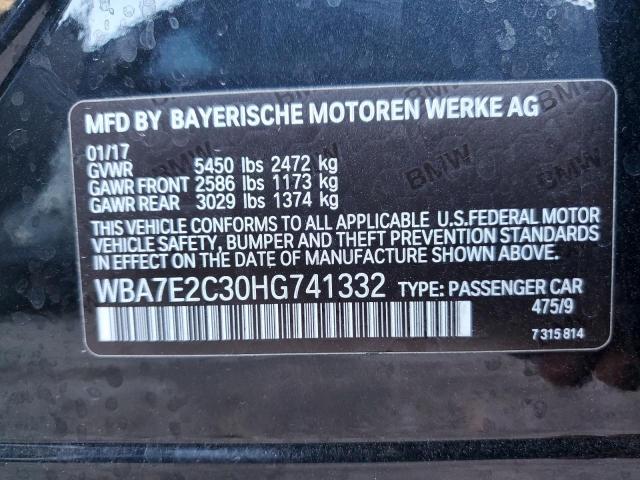 MFD BY BAYERISCHE MOTOREN WERKE AG
01/17
GVWR 5450 lbs 2472 kg
GAWR FRONT 2586 lbs 1173 kg
GAWR REAR 3029 lbs 1374 kg
THIS VEHICLE CONFORMS TO ALL APPLICABLE U.S.FEDERAL MOTOR
VEHICLE SAFETY, BUMPER AND THEFT PREVENTION STANDARDS
IN EFFECT ON THE DATE OF MANUFACTURE SHOWN ABOVE.
WBA7E2C30HG741332 TYPE: PASSENGER CAR
475/9
7 315 814